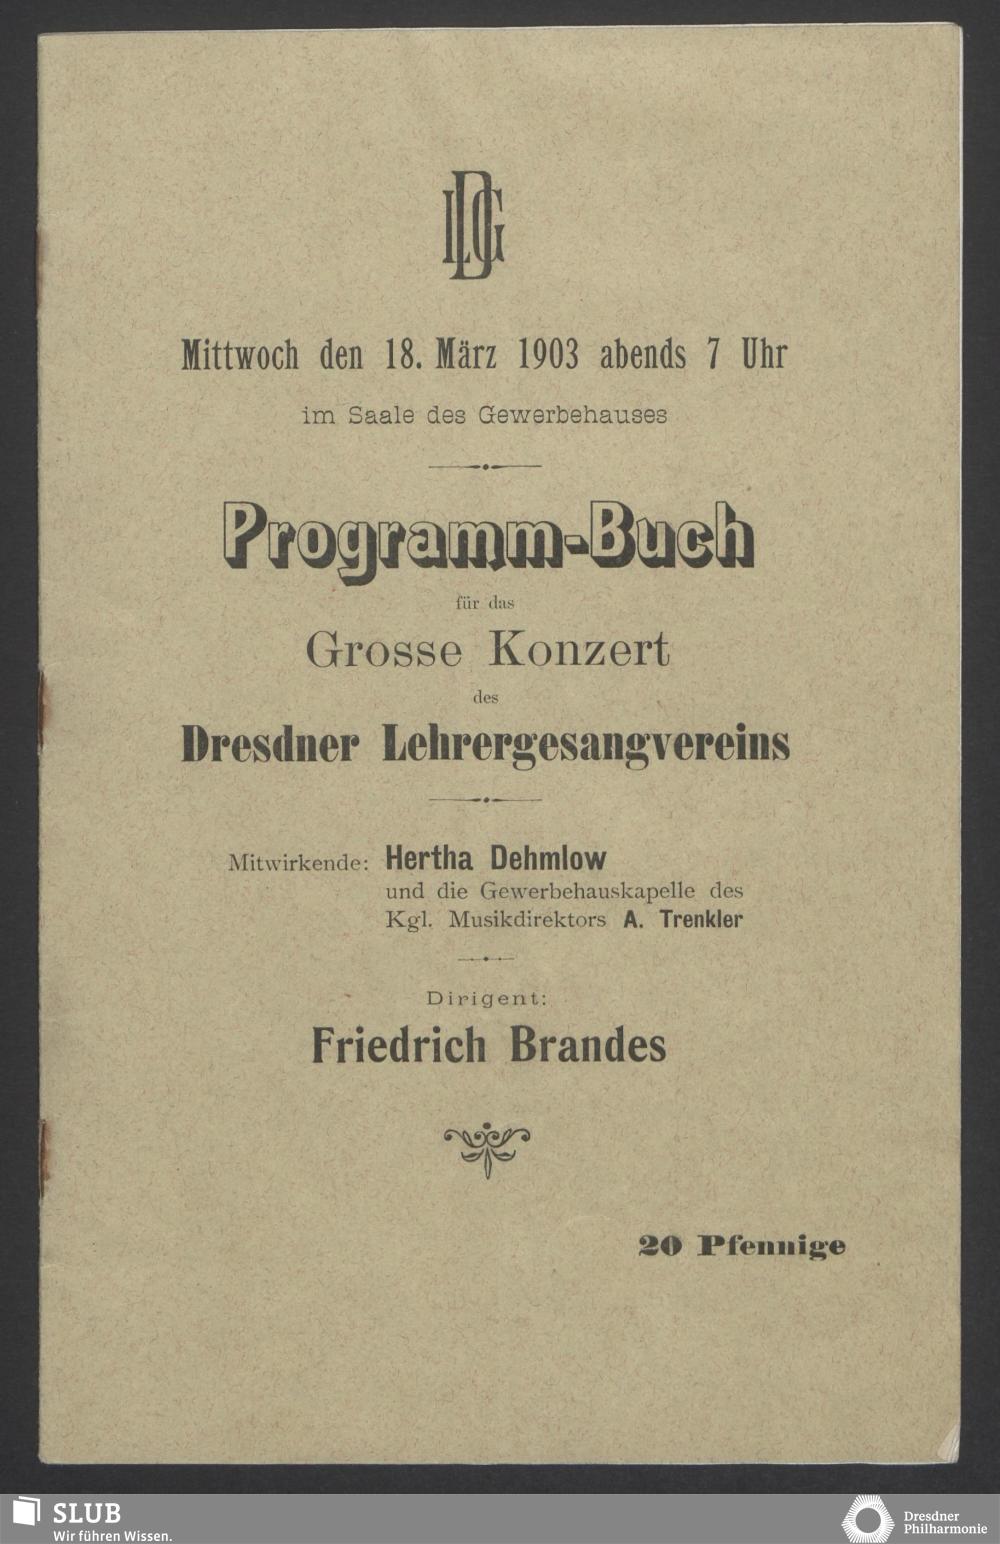 DLG
Mittwoch den 18. März 1903 abends 7 Uhr
im Saale des Gewerbehauses
Programm-Buch
für das
Grosse Konzert
des
Dresdner Lehrergesangvereins
Mitwirkende: Hertha Dehmlow
und die Gewerbehauskapelle des
Kgl. Musikdirektors A. Trenkler
Dirigent:
Friedrich Brandes
20 Pfennige
SLUB
Wir führen Wissen.
Dresdner
Philharmonie